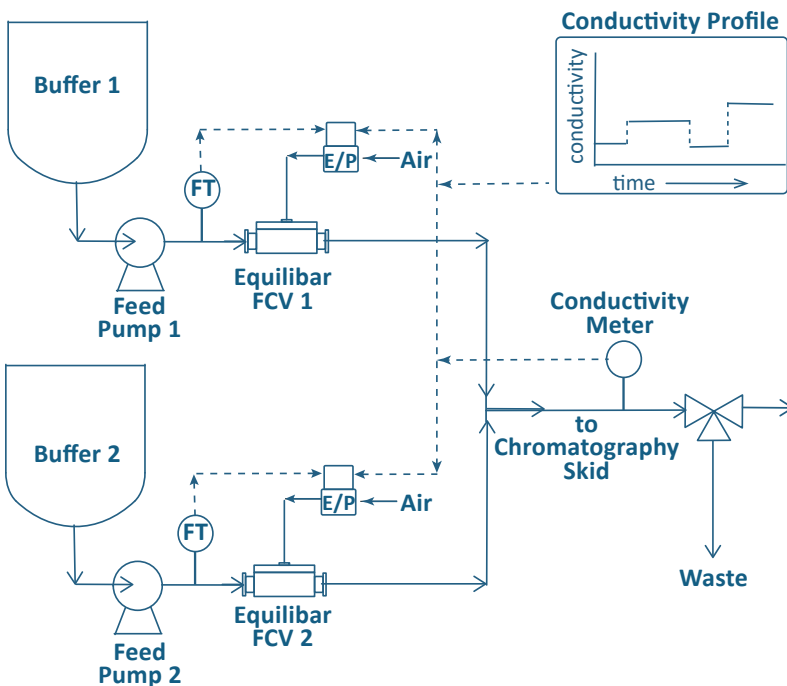 Conductivity Profile
conductivity
time
Buffer 1
FT
E/P
Air
Feed
Pump 1
Equilibar
FCV 1
Conductivity
Meter
Buffer 2
FT
E/P
Air
to
Chromatography
Skid
Feed
Pump 2
Equilibar
FCV 2
Waste